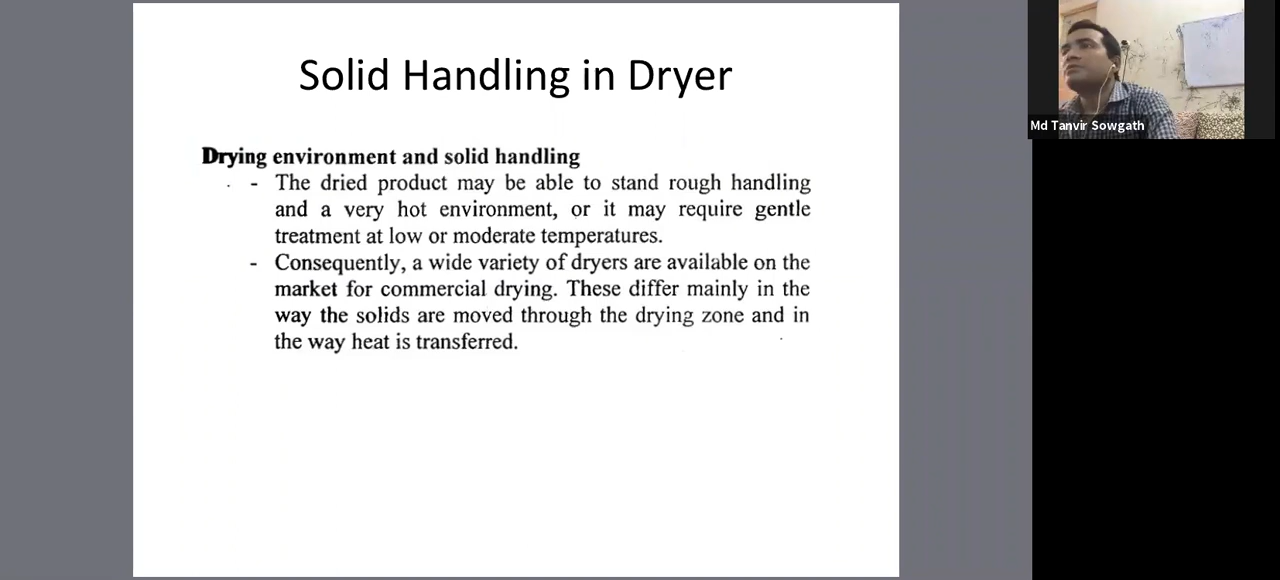 Solid Handling in Dryer
Drying environment and solid handling
- The dried product may be able to stand rough handling
and a very hot environment, or it may require gentle
treatment at low or moderate temperatures.
- Consequently, a wide variety of dryers are available on the
market for commercial drying. These differ mainly in the
way the solids are moved through the drying zone and in
the way heat is transferred.
Md Tanvir Sowgath